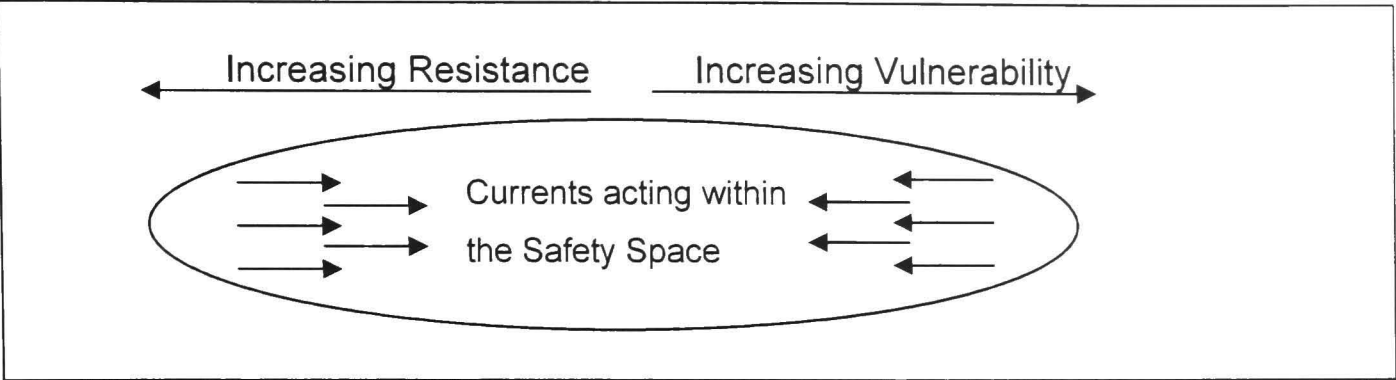 Increasing Resistance
Increasing Vulnerability
Currents acting within
the Safety Space